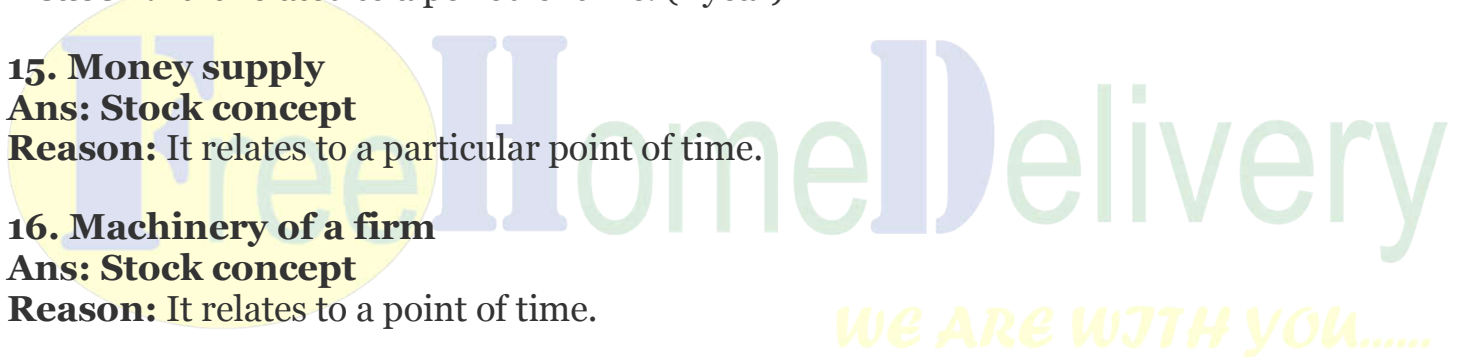 15. Money supply
Ans: Stock concept
Reason: It relates to a particular point of time.
16. Machinery of a firm
Ans: Stock concept
Reason: It relates to a point of time.
FreeHomeDelivery
WE ARE WITH YOU......